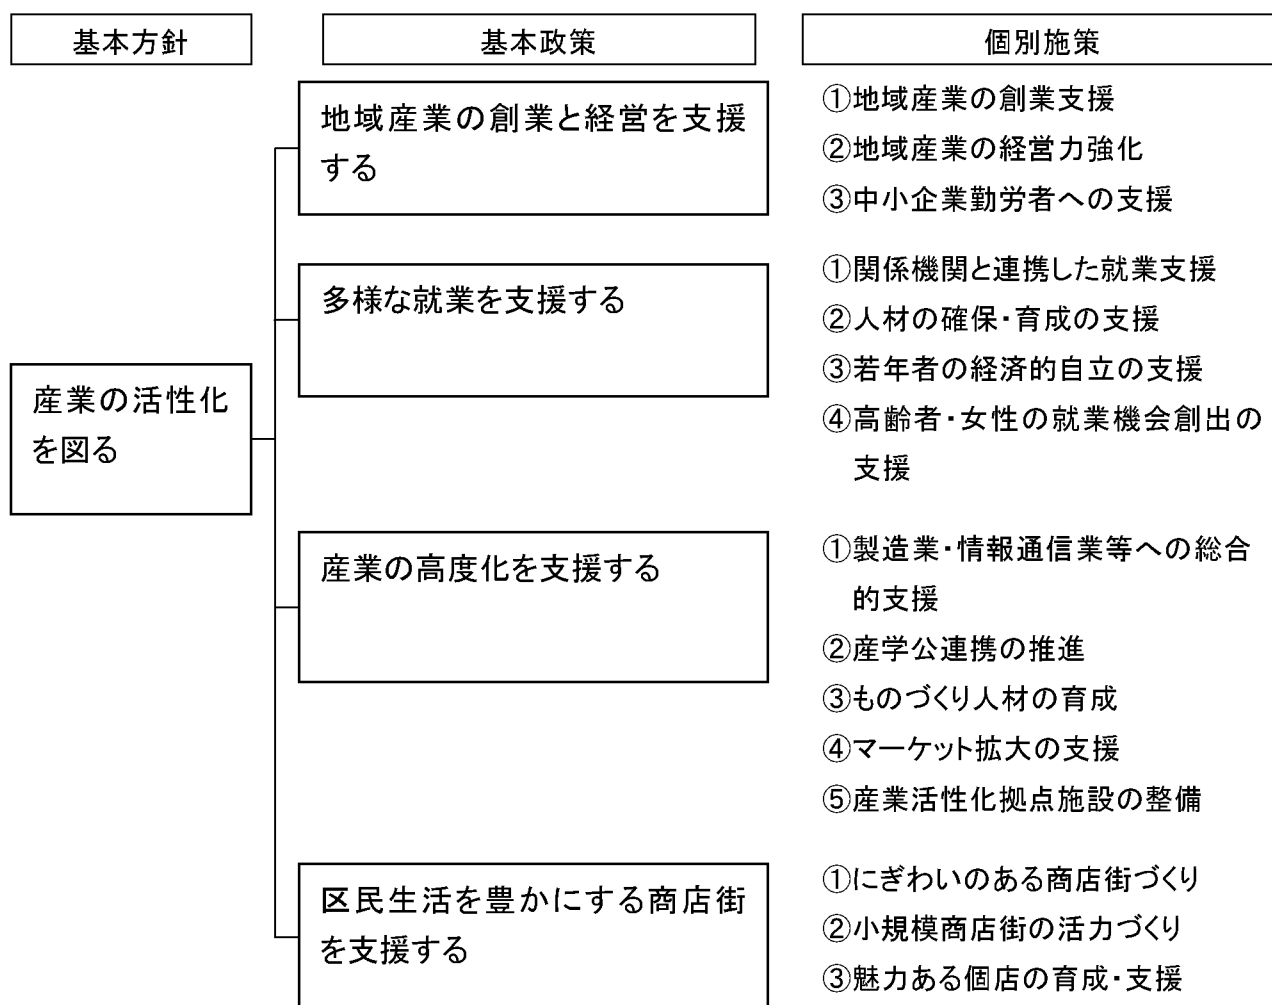 基本方針
基本政策
個別施策
産業の活性化
を図る
地域産業の創業と経営を支援
する
①地域産業の創業支援
②地域産業の経営力強化
③中小企業勤労者への支援
多様な就業を支援する
①関係機関と連携した就業支援
②人材の確保・育成の支援
③若年者の経済的自立の支援
④高齢者・女性の就業機会創出の
支援
産業の高度化を支援する
①製造業・情報通信業等への総合
的支援
②産学公連携の推進
③ものづくり人材の育成
④マーケット拡大の支援
⑤産業活性化拠点施設の整備
区民生活を豊かにする商店街
を支援する
①にぎわいのある商店街づくり
②小規模商店街の活力づくり
③魅力ある個店の育成・支援